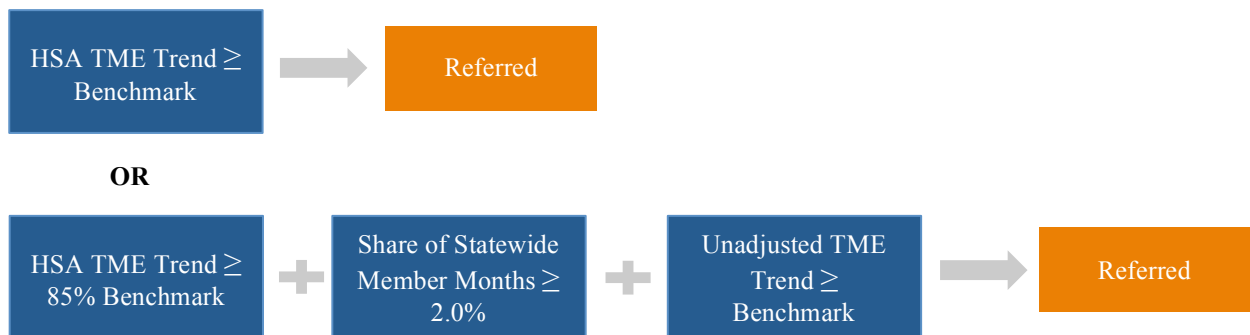 HSA TME Trend ≥
Benchmark
Referred
OR
HSA TME Trend ≥
85% Benchmark
Share of Statewide
Member Months ≥
2.0%
Unadjusted TME
Trend ≥
Benchmark
Referred